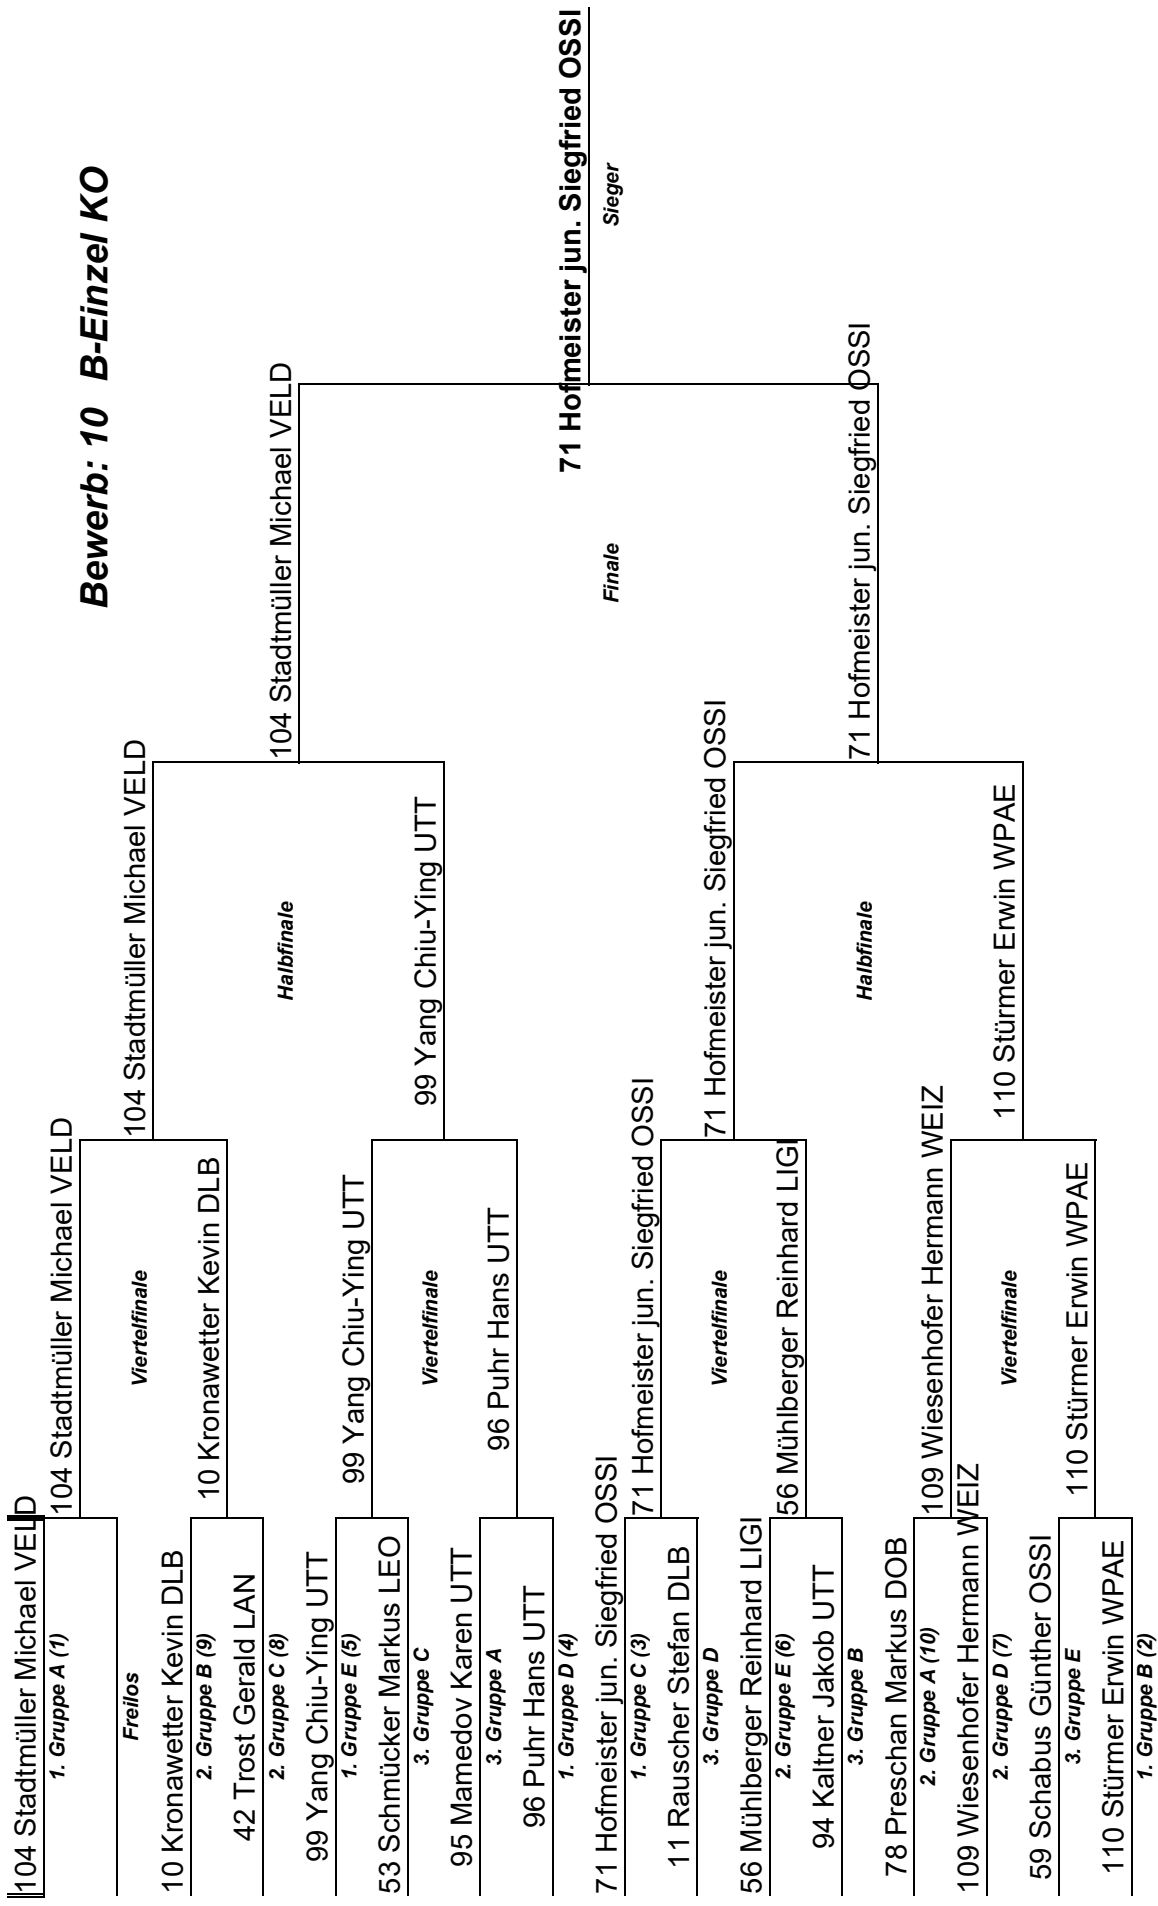 Bewerb: 10 B-Einzel KO
104 Stadtmüller Michael VELD
1. Gruppe A (1)
Freilos
10 Kronawetter Kevin DLB
2. Gruppe B (9)
42 Trost Gerald LAN
2. Gruppe C (8)
99 Yang Chiu-Ying UTT
1. Gruppe E (5)
53 Schmücker Markus LEO
3. Gruppe C
95 Mamedov Karen UTT
3. Gruppe A
96 Puhr Hans UTT
1. Gruppe D (4)
71 Hofmeister jun. Siegfried OSSI
1. Gruppe C (3)
11 Rauscher Stefan DLB
3. Gruppe D
56 Mühlberger Reinhard LIGI
2. Gruppe E (6)
94 Kaltner Jakob UTT
3. Gruppe B
78 Preschan Markus DOB
2. Gruppe A (10)
109 Wiesenhofer Hermann WEIZ
2. Gruppe D (7)
59 Schabus Günther OSSI
3. Gruppe E
110 Stürmer Erwin WPAE
1. Gruppe B (2)
104 Stadtmüller Michael VELD
Viertelfinale
10 Kronawetter Kevin DLB
99 Yang Chiu-Ying UTT
Viertelfinale
96 Puhr Hans UTT
71 Hofmeister jun. Siegfried OSSI
Viertelfinale
56 Mühlberger Reinhard LIGI
109 Wiesenhofer Hermann WEIZ
Viertelfinale
110 Stürmer Erwin WPAE
104 Stadtmüller Michael VELD
Halbfinale
99 Yang Chiu-Ying UTT
71 Hofmeister jun. Siegfried OSSI
Halbfinale
110 Stürmer Erwin WPAE
104 Stadtmüller Michael VELD
Finale
71 Hofmeister jun. Siegfried OSSI
71 Hofmeister jun. Siegfried OSSI
Sieger